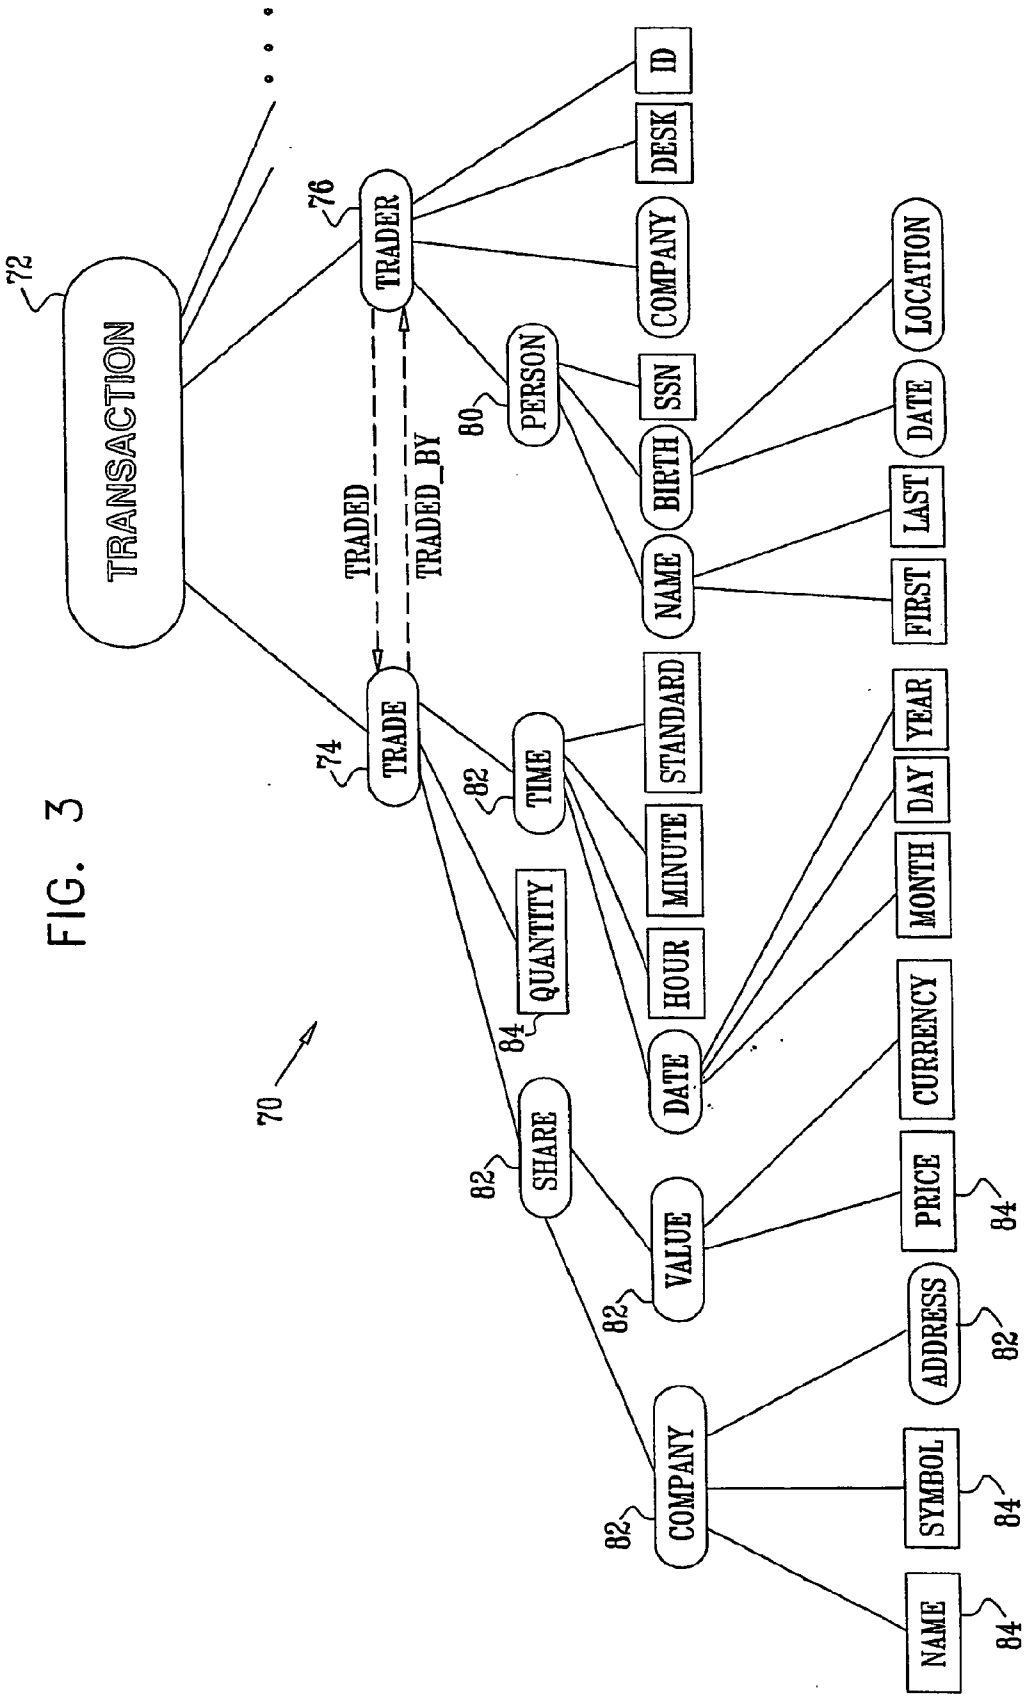 FIG. 3
70
72
TRANSACTION
74
TRADE
TRADED
TRADED_BY
76
TRADER
82
SHARE
84
QUANTITY
82
TIME
80
PERSON
82
COMPANY
82
VALUE
DATE
HOUR
MINUTE
STANDARD
NAME
BIRTH
SSN
COMPANY
DESK
ID
NAME
SYMBOL
ADDRESS
PRICE
CURRENCY
MONTH
DAY
YEAR
FIRST
LAST
DATE
LOCATION
84
84
82
84